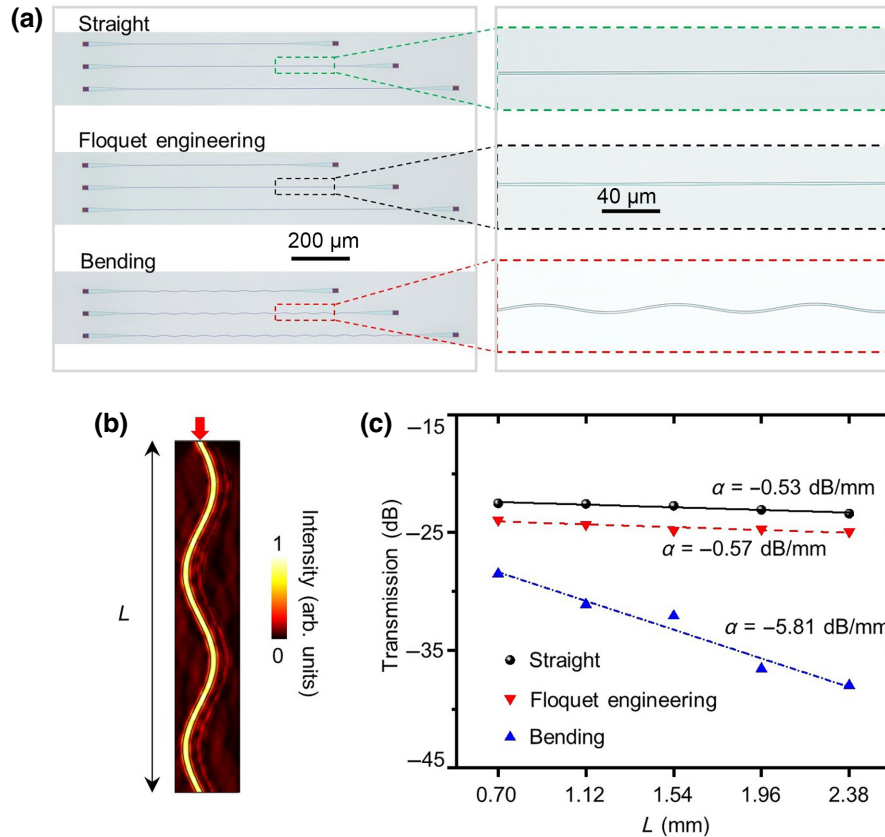 (a)
Straight
Floquet engineering
40 μm
200 μm
Bending
(b)
L
1
0
Intensity (arb. units)
(c)
−15
−25
−35
−45
Transmission (dB)
α = −0.53 dB/mm
α = −0.57 dB/mm
α = −5.81 dB/mm
Straight
Floquet engineering
Bending
0.70 1.12 1.54 1.96 2.38
L (mm)